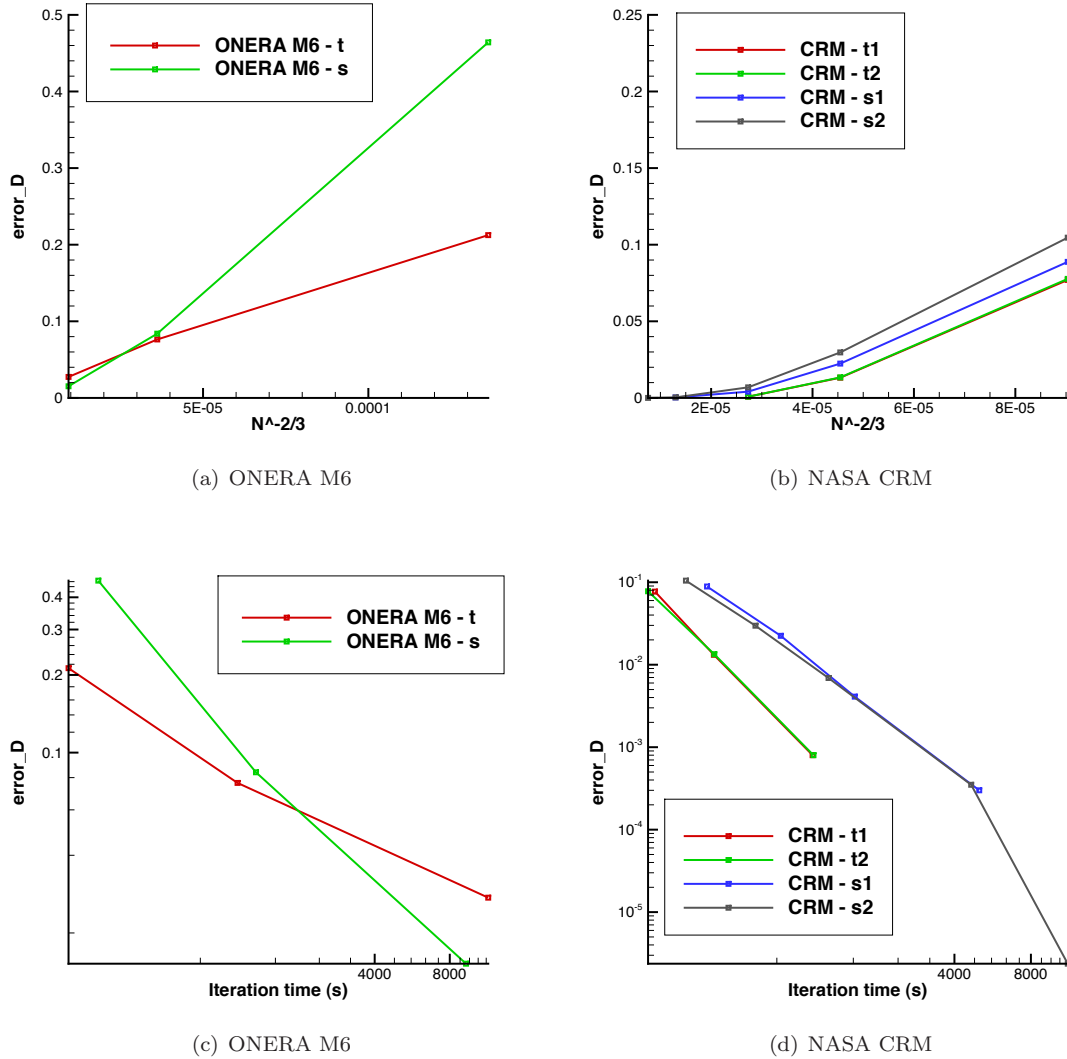 0.5
0.4
0.3
0.2
0.1
0
error_D
ONERA M6 - t
ONERA M6 - s
5E-05
0.0001
N^-2/3
(a) ONERA M6
0.25
0.2
0.15
0.1
0.05
0
error_D
CRM - t1
CRM - t2
CRM - s1
CRM - s2
2E-05
4E-05
6E-05
8E-05
N^-2/3
(b) NASA CRM
0.4
0.3
0.2
0.1
error_D
ONERA M6 - t
ONERA M6 - s
4000
8000
Iteration time (s)
(c) ONERA M6
10^-1
10^-2
10^-3
10^-4
10^-5
error_D
CRM - t1
CRM - t2
CRM - s1
CRM - s2
4000
8000
Iteration time (s)
(d) NASA CRM